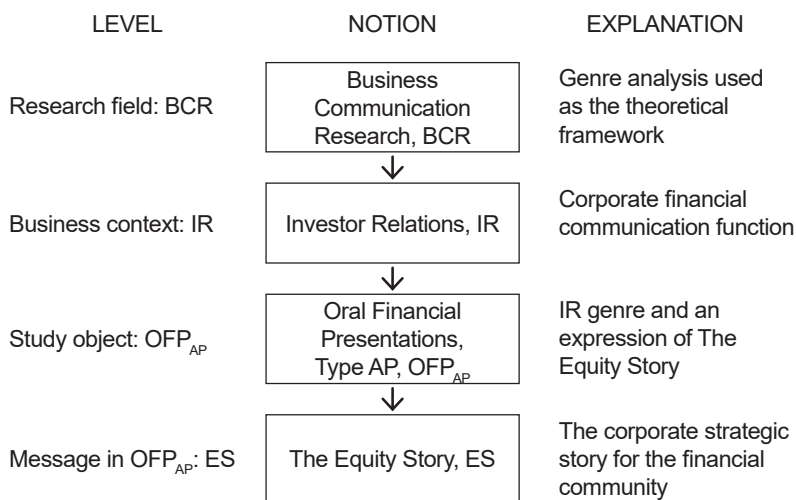 LEVEL
NOTION
EXPLANATION
Research field: BCR
Business
Communication
Research, BCR
Genre analysis used
as the theoretical
framework
Business context: IR
Investor Relations, IR
Corporate financial
communication function
Study object: OFPAP
Oral Financial
Presentations,
Type AP, OFPAP
IR genre and an
expression of The
Equity Story
Message in OFPAP: ES
The Equity Story, ES
The corporate strategic
story for the financial
community